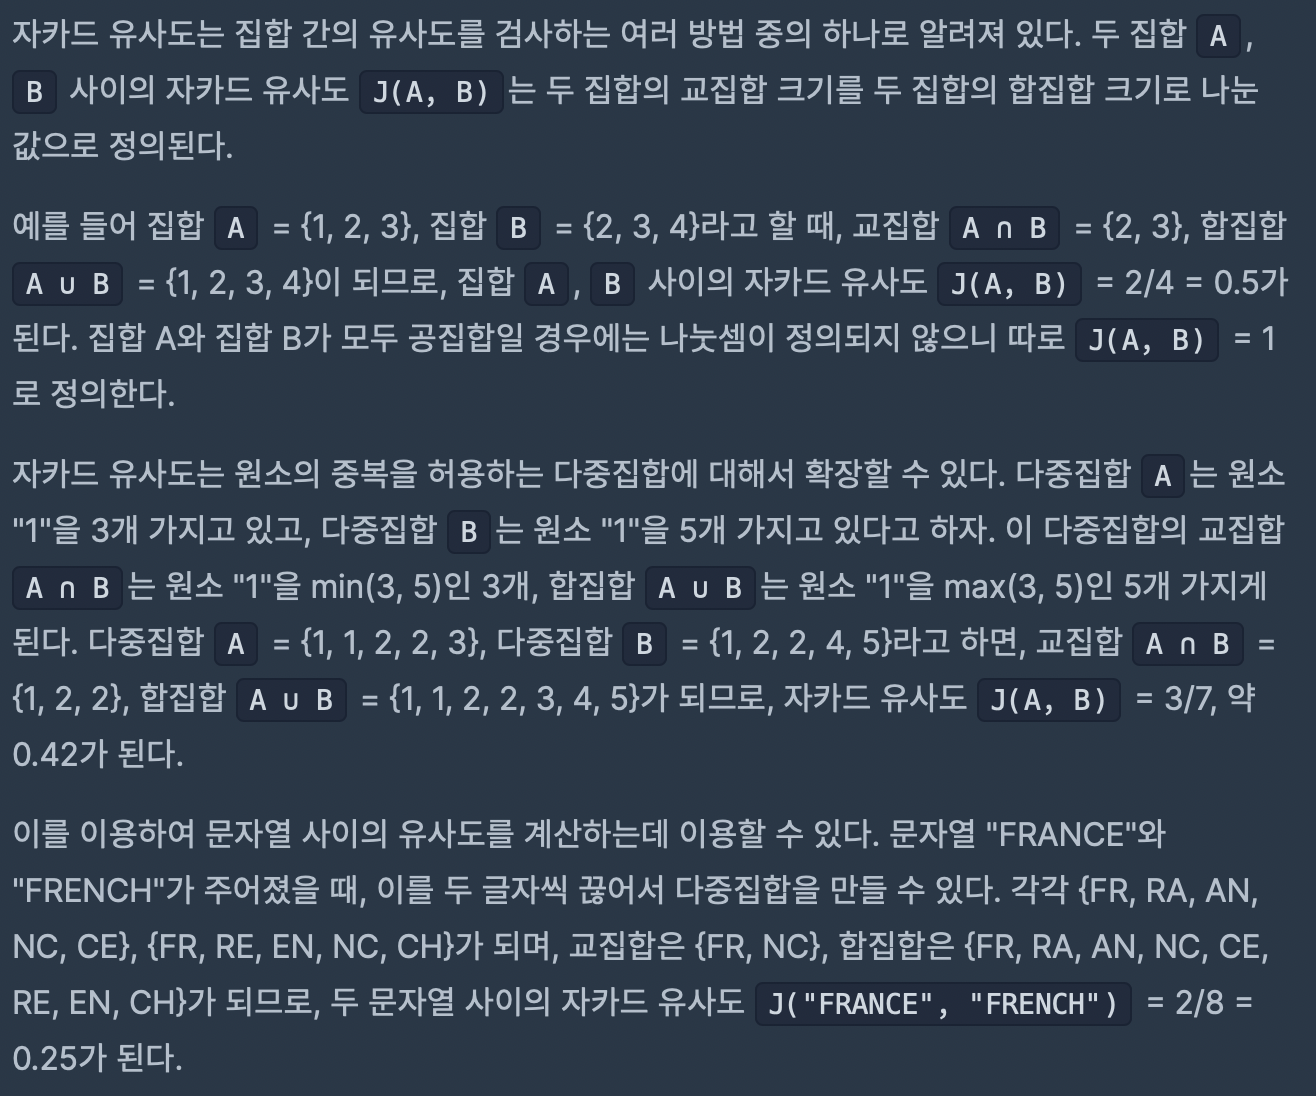 자카드 유사도는 집합 간의 유사도를 검사하는 여러 방법 중의 하나로 알려져 있다. 두 집합 A,
B 사이의 자카드 유사도 J(A, B)는 두 집합의 교집합 크기를 두 집합의 합집합 크기로 나눈
값으로 정의된다.
예를 들어 집합 A = {1, 2, 3}, 집합 B = {2, 3, 4}라고 할 때, 교집합 A ∩ B = {2, 3}, 합집합
A ∪ B = {1, 2, 3, 4}이 되므로, 집합 A, B 사이의 자카드 유사도 J(A, B) = 2/4 = 0.5가
된다. 집합 A와 집합 B가 모두 공집합일 경우에는 나눗셈이 정의되지 않으니 따로 J(A, B) = 1
로 정의한다.
자카드 유사도는 원소의 중복을 허용하는 다중집합에 대해서 확장할 수 있다. 다중집합 A는 원소
"1"을 3개 가지고 있고, 다중집합 B는 원소 "1"을 5개 가지고 있다고 하자. 이 다중집합의 교집합
A ∩ B는 원소 "1"을 min(3, 5)인 3개, 합집합 A ∪ B는 원소 "1"을 max(3, 5)인 5개 가지게
된다. 다중집합 A = {1, 1, 2, 2, 3}, 다중집합 B = {1, 2, 2, 4, 5}라고 하면, 교집합 A ∩ B =
{1, 2, 2}, 합집합 A ∪ B = {1, 1, 2, 2, 3, 4, 5}가 되므로, 자카드 유사도 J(A, B) = 3/7, 약
0.42가 된다.
이를 이용하여 문자열 사이의 유사도를 계산하는데 이용할 수 있다. 문자열 "FRANCE"와
"FRENCH"가 주어졌을 때, 이를 두 글자씩 끊어서 다중집합을 만들 수 있다. 각각 {FR, RA, AN,
NC, CE}, {FR, RE, EN, NC, CH}가 되며, 교집합은 {FR, NC}, 합집합은 {FR, RA, AN, NC, CE,
RE, EN, CH}가 되므로, 두 문자열 사이의 자카드 유사도 J("FRANCE", "FRENCH") = 2/8 =
0.25가 된다.